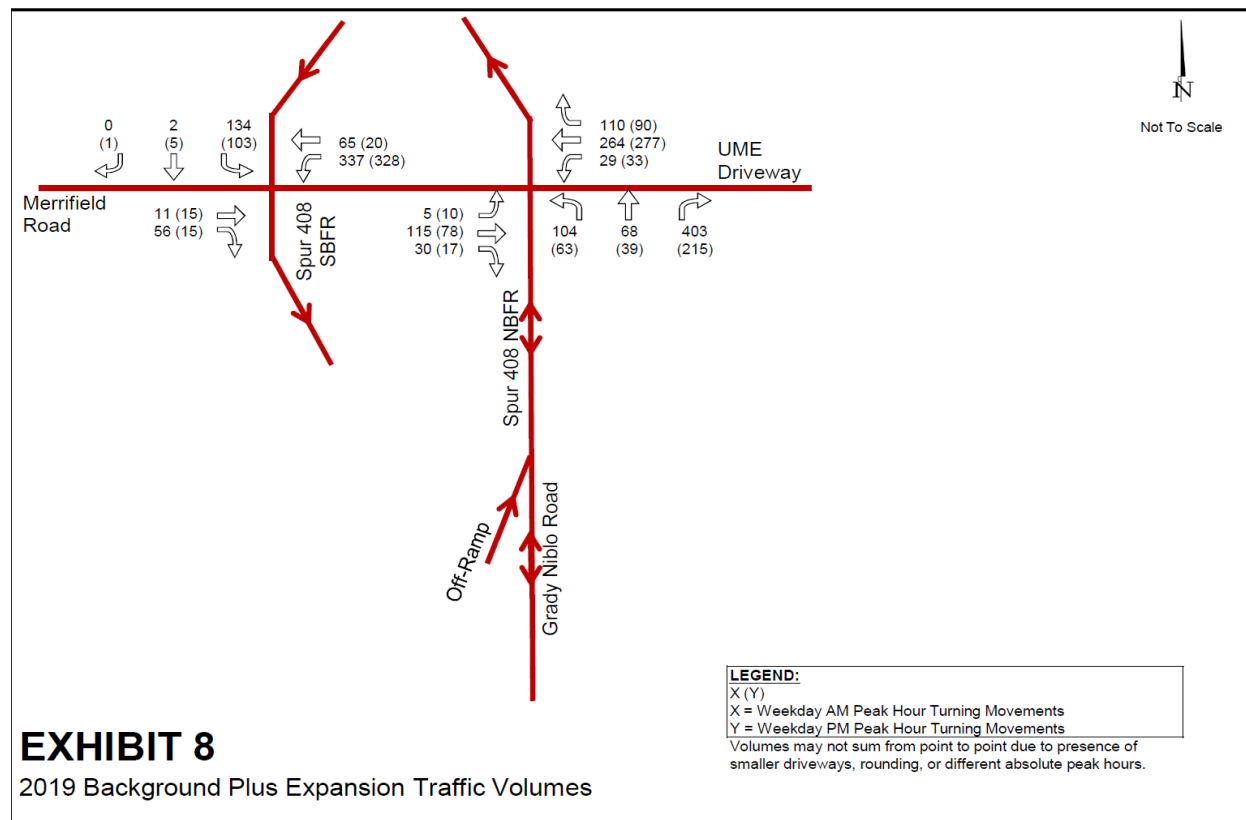 N
Not To Scale
0
(1)
2
(5)
134
(103)
65 (20)
337 (328)
110 (90)
264 (277)
29 (33)
UME
Driveway
Merrifield
Road
11 (15)
56 (15)
Spur 408
SBFR
5 (10)
115 (78)
30 (17)
104
(63)
68
(39)
403
(215)
Spur 408 NBFR
Off-Ramp
Grady Niblo Road
LEGEND:
X (Y)
X = Weekday AM Peak Hour Turning Movements
Y = Weekday PM Peak Hour Turning Movements
Volumes may not sum from point to point due to presence of
smaller driveways, rounding, or different absolute peak hours.
EXHIBIT 8
2019 Background Plus Expansion Traffic Volumes